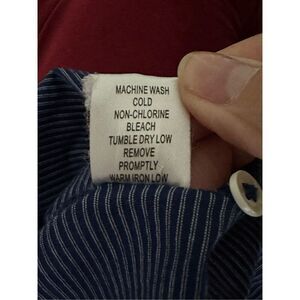 MACHINE WASH
COLD
NON-CHLORINE
BLEACH
TUMBLE DRY LOW
REMOVE
PROMPTLY
WARM IRON LOW